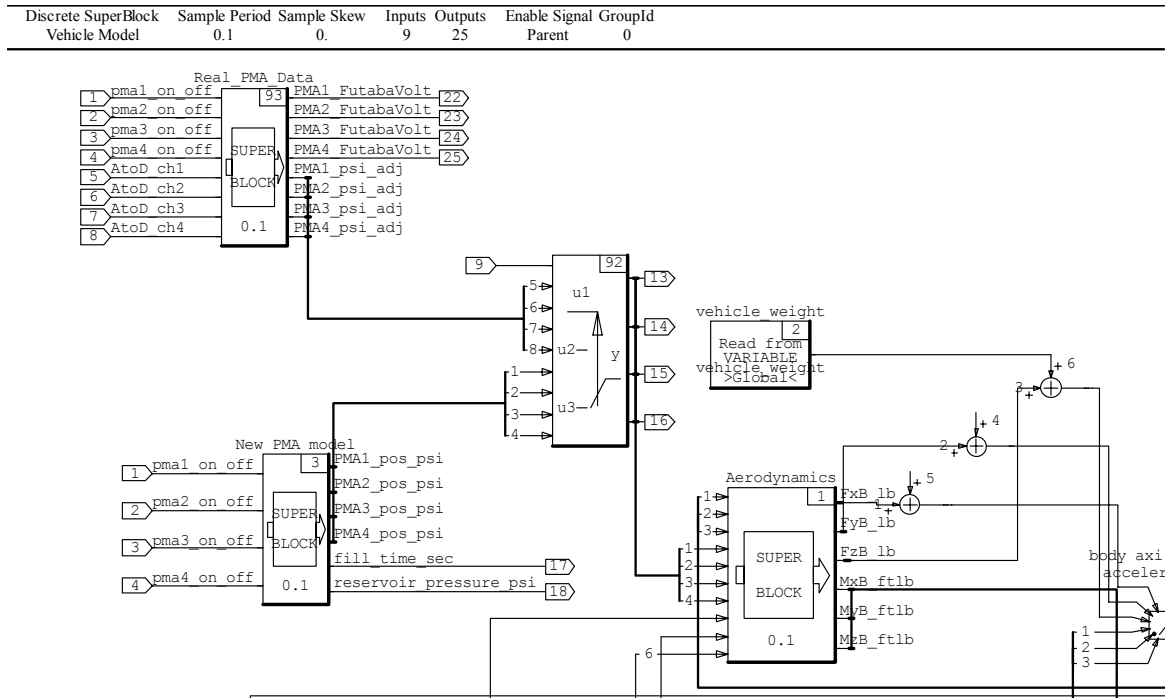 Discrete SuperBlock Sample Period Sample Skew Inputs Outputs Enable Signal GroupId
Vehicle Model 0.1 0. 9 25 Parent 0
Real_PMA_Data
93
1 pma1_on_off PMA1_FutabaVolt 22
2 pma2_on_off PMA2_FutabaVolt 23
3 pma3_on_off PMA3_FutabaVolt 24
4 pma4_on_off PMA4_FutabaVolt 25
SUPER
BLOCK
5 AtoD_ch1 PMA1_psi_adj
6 AtoD_ch2 PMA2_psi_adj
7 AtoD_ch3 PMA3_psi_adj
8 AtoD_ch4 PMA4_psi_adj
0.1
9 92 13
5 u1
6 14
7
8 u2 y
1 15
2
3 u3 16
4
vehicle_weight
2
Read from
VARIABLE
vehicle_weight
>Global<
+ 6
3 +
+ 4
2 +
+ 5
1 +
New PMA model
3
1 pma1_on_off PMA1_pos_psi
2 pma2_on_off PMA2_pos_psi
3 pma3_on_off PMA3_pos_psi
4 pma4_on_off PMA4_pos_psi
SUPER
BLOCK
0.1
fill_time_sec 17
reservoir_pressure_psi 18
Aerodynamics
1
1 FxB_lb
2
3 FyB_lb
1 FzB_lb
2 SUPER
3 BLOCK MxB_ftlb
4 MyB_ftlb
0.1 MzB_ftlb
6
body axi
acceler
1
2
3